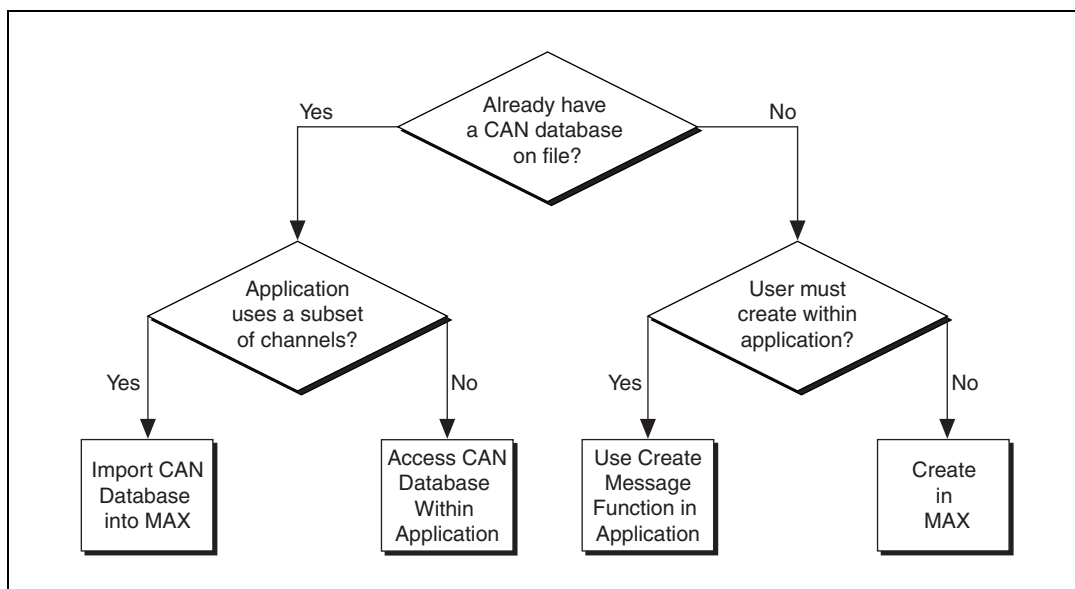 Already have
a CAN database
on file?
Yes
No
Application
uses a subset
of channels?
User must
create within
application?
Yes
No
Yes
No
Import CAN
Database
into MAX
Access CAN
Database
Within
Application
Use Create
Message
Function in
Application
Create
in
MAX